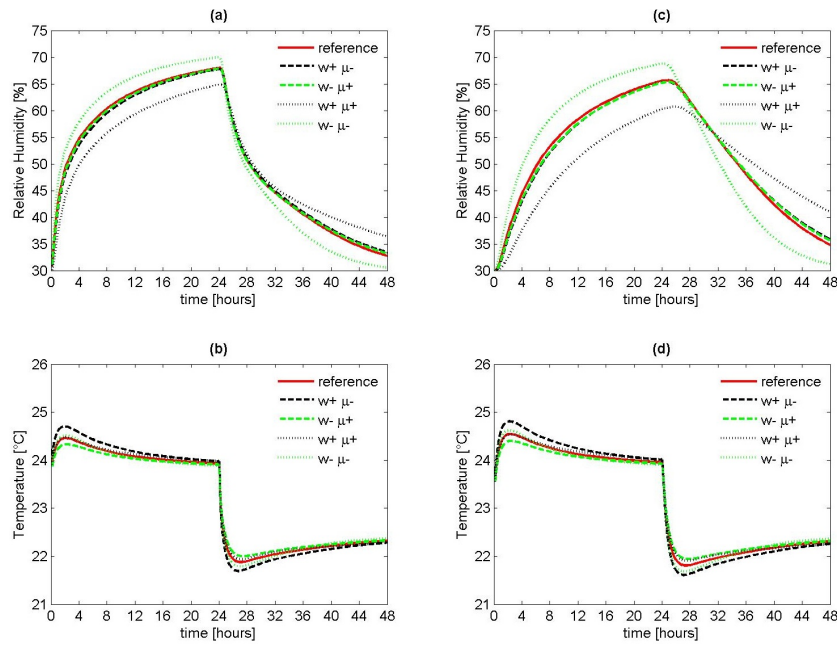 (a)
75
70
65
60
55
50
45
40
35
30
Relative Humidity [%]
0 4 8 12 16 20 24 28 32 36 40 44 48
time [hours]
reference
w+ μ-
w- μ+
w+ μ+
w- μ-
(c)
75
70
65
60
55
50
45
40
35
30
Relative Humidity [%]
0 4 8 12 16 20 24 28 32 36 40 44 48
time [hours]
reference
w+ μ-
w- μ+
w+ μ+
w- μ-
(b)
26
25
24
23
22
21
Temperature [°C]
0 4 8 12 16 20 24 28 32 36 40 44 48
time [hours]
reference
w+ μ-
w- μ+
w+ μ+
w- μ-
(d)
26
25
24
23
22
21
Temperature [°C]
0 4 8 12 16 20 24 28 32 36 40 44 48
time [hours]
reference
w+ μ-
w- μ+
w+ μ+
w- μ-